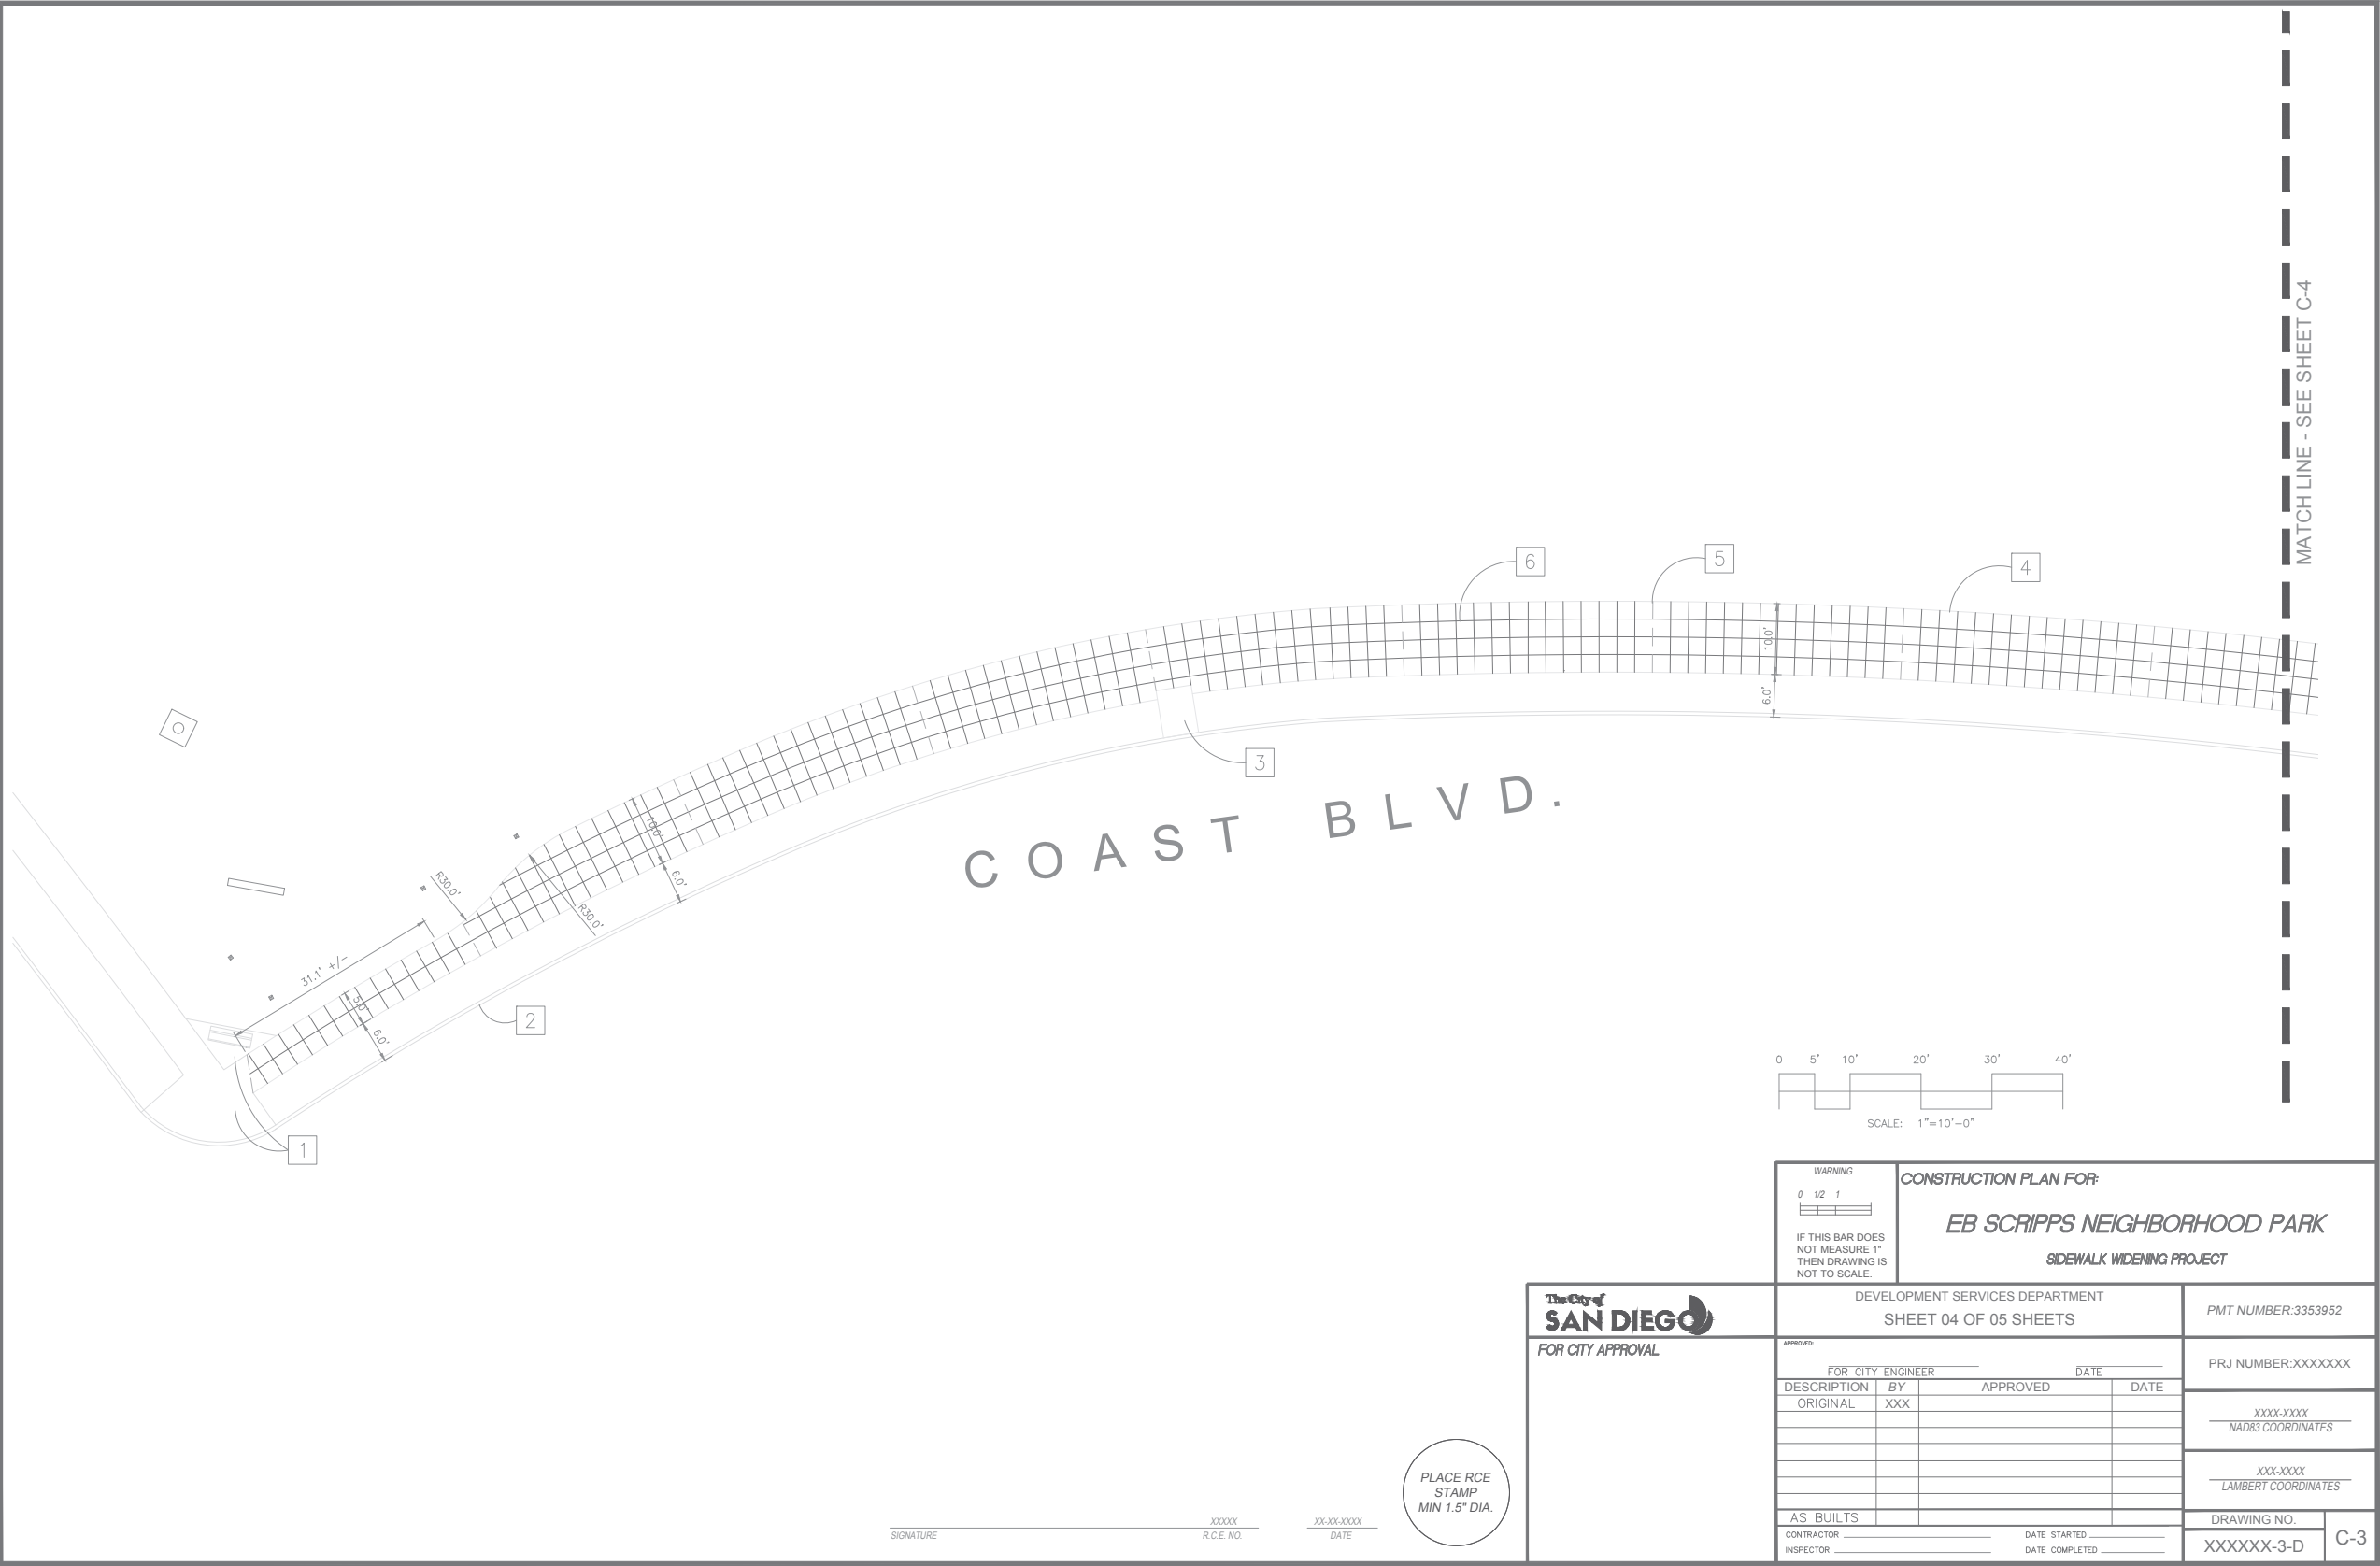 MATCH LINE - SEE SHEET C-4
6
5
4
10.0'
6.0'
3
COAST BLVD.
10.0'
6.0'
R30.0'
R30.0'
31.1' +/-
5.0'
6.0'
2
1
0 5' 10' 20' 30' 40'
SCALE: 1"=10'-0"
WARNING
0 1/2 1
IF THIS BAR DOES
NOT MEASURE 1"
THEN DRAWING IS
NOT TO SCALE.
CONSTRUCTION PLAN FOR:
EB SCRIPPS NEIGHBORHOOD PARK
SIDEWALK WIDENING PROJECT
The City of
SAN DIEGO
FOR CITY APPROVAL
DEVELOPMENT SERVICES DEPARTMENT
SHEET 04 OF 05 SHEETS
PMT NUMBER:3353952
APPROVED:
FOR CITY ENGINEER DATE
PRJ NUMBER:XXXXXXX
DESCRIPTION BY APPROVED DATE
ORIGINAL XXX
XXXX-XXXX
NAD83 COORDINATES
XXX-XXXX
LAMBERT COORDINATES
AS BUILTS
CONTRACTOR DATE STARTED
INSPECTOR DATE COMPLETED
DRAWING NO.
XXXXXX-3-D
C-3
PLACE RCE
STAMP
MIN 1.5" DIA.
XXXXX XX-XX-XXXX
SIGNATURE R.C.E. NO. DATE